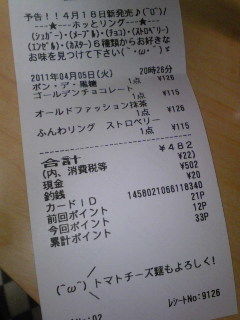 予告!!4月18日新発売♪(^0^)/
―――★―――ホッとリング―――★―――
(シュガー)・(メープル)・(チョコ)・(ストロベリー)
(エンゼル)・(カスター)6種類からお好きな
お味を見つけて下さい(^ω^)
2011年04月05日(火) 20時26分
ポン・デ・黒糖 1点 ¥126
ゴールデンチョコレート
1点 ¥115
オールドファッション抹茶
1点 ¥126
ふんわリング ストロベリー
1点 ¥115
合計 ¥482
(内、消費税等 ¥22)
現金 ¥502
釣銭 ¥20
カードID 1458021066118340
前回ポイント 21P
今回ポイント 12P
累計ポイント 33P
(^ω^) トマトチーズ麺もよろしく!
No:02 レシートNo:9126